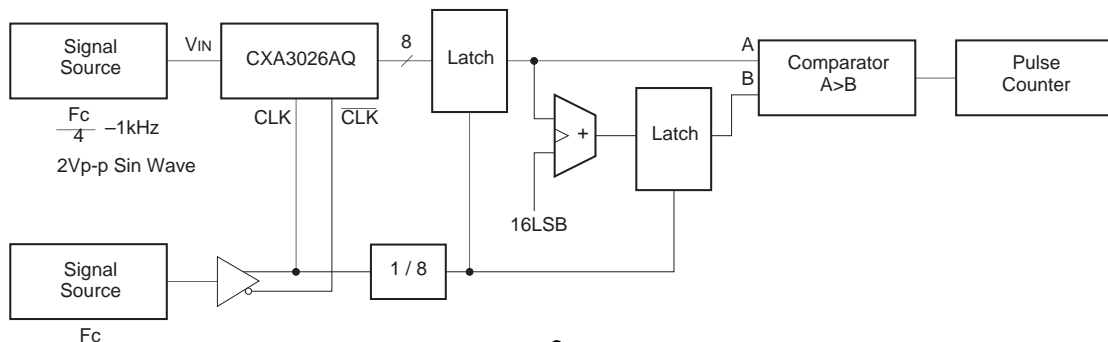 Signal
Source
VIN
CXA3026AQ
8
Latch
A
B
Comparator
A>B
Pulse
Counter
Fc
4
–1kHz
2Vp-p Sin Wave
CLK
CLK
+
Latch
16LSB
Signal
Source
1 / 8
Fc